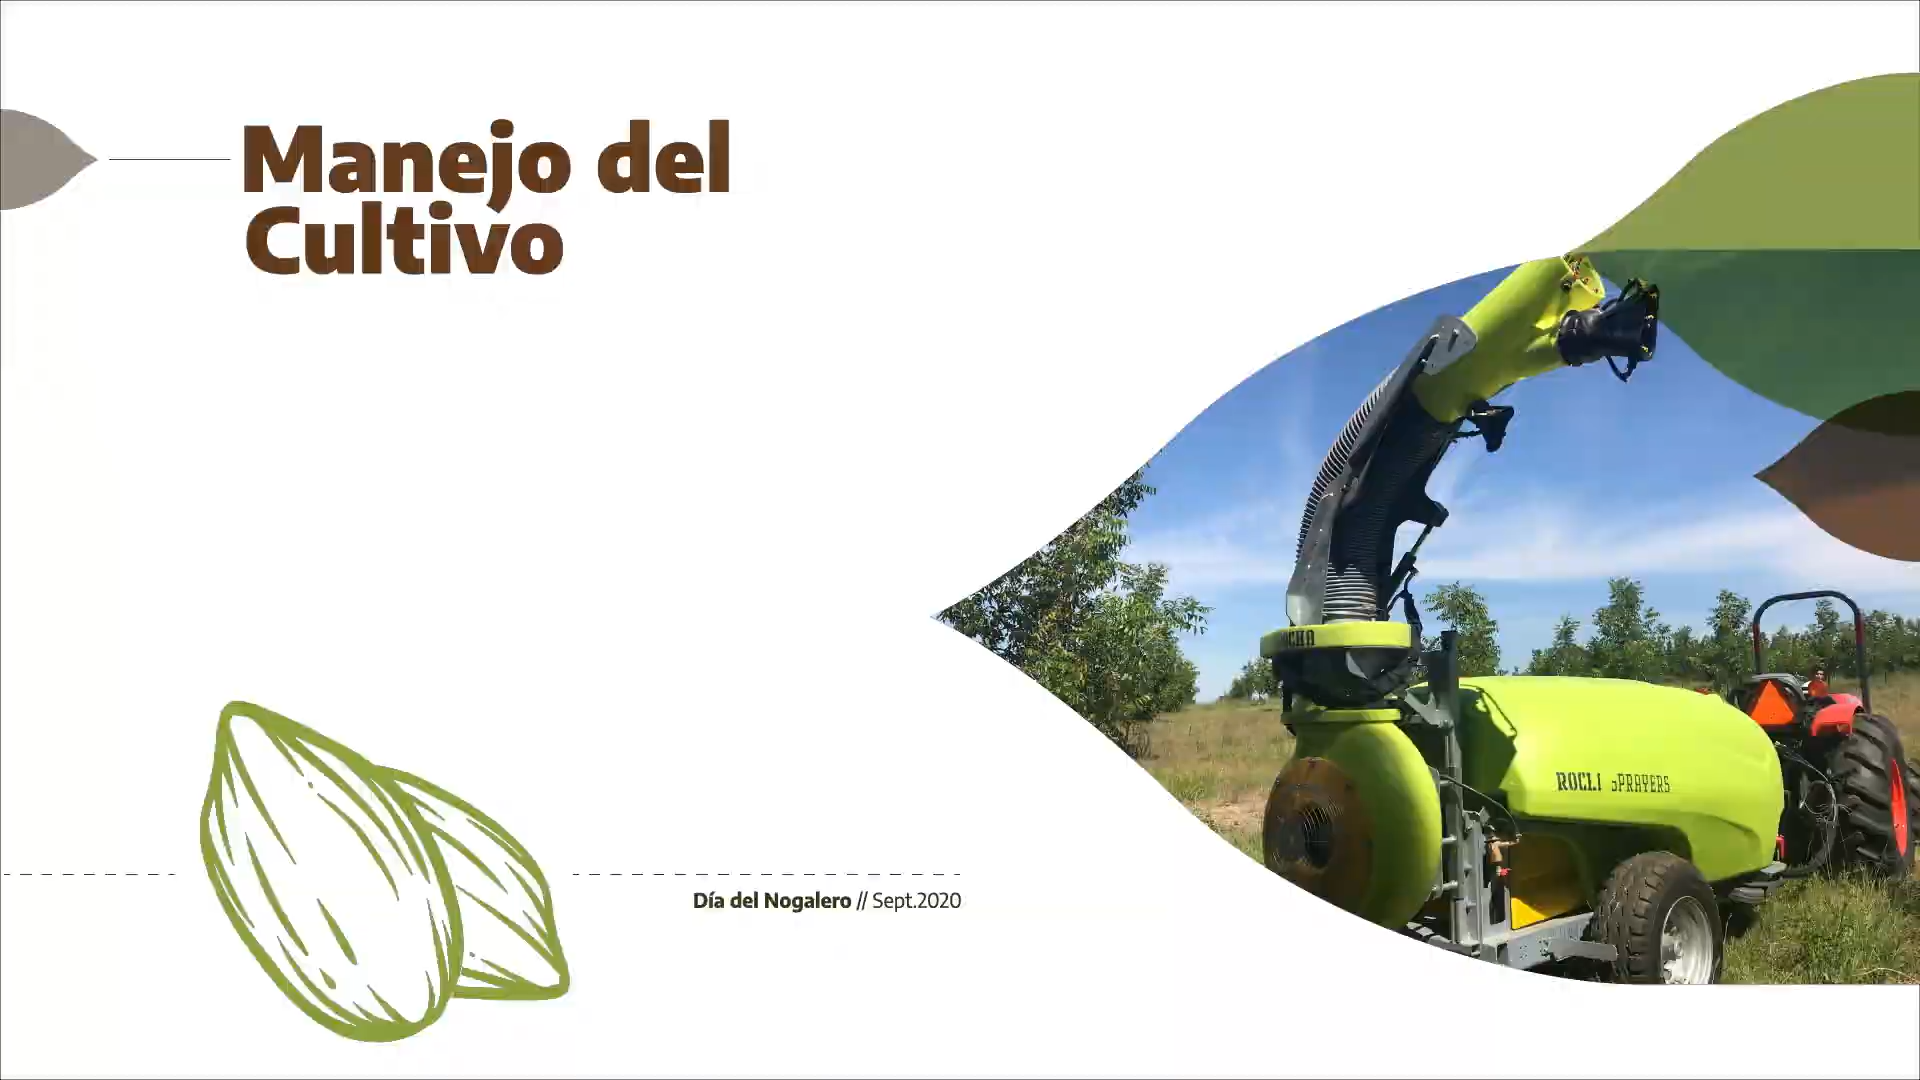 Manejo del
Cultivo
ROCLI SPRAYERS
Día del Nogalero // Sept.2020